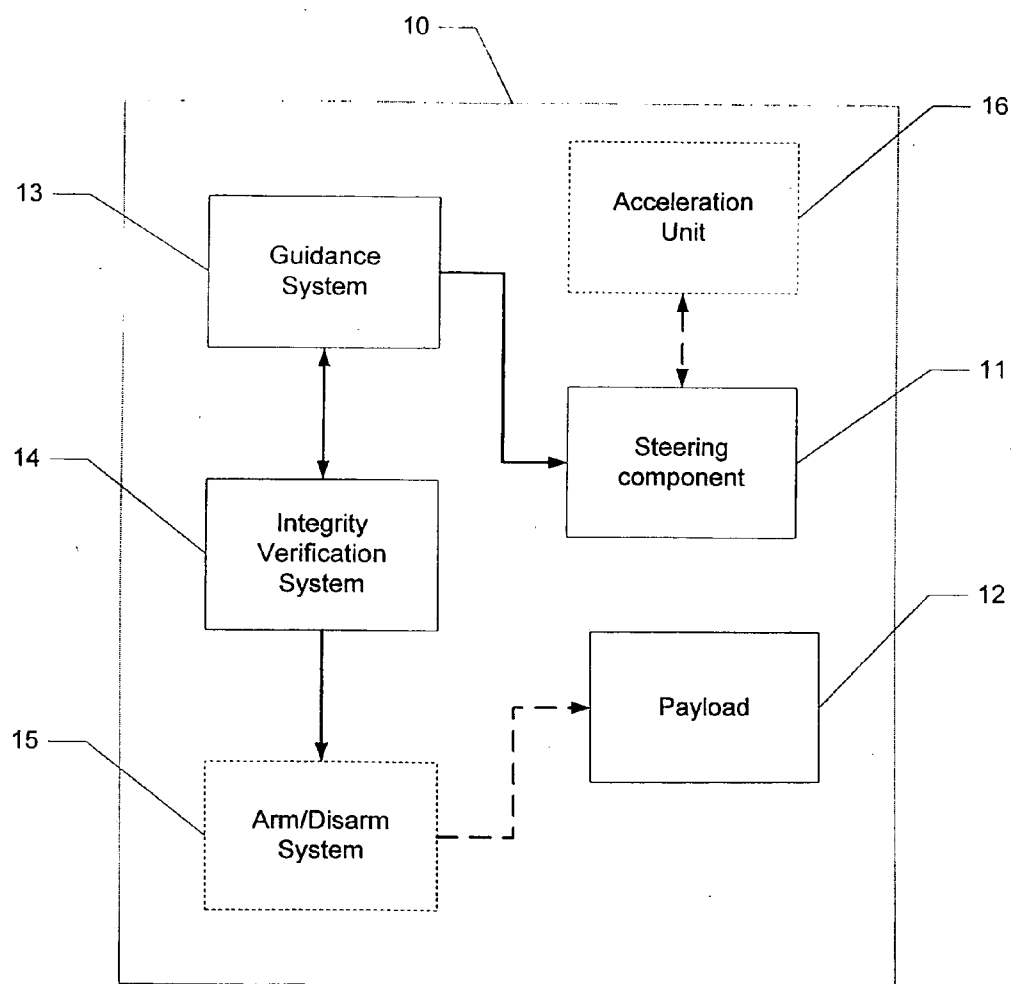 10
16
13
Acceleration
Unit
Guidance
System
11
Steering
component
14
Integrity
Verification
System
12
Payload
15
Arm/Disarm
System